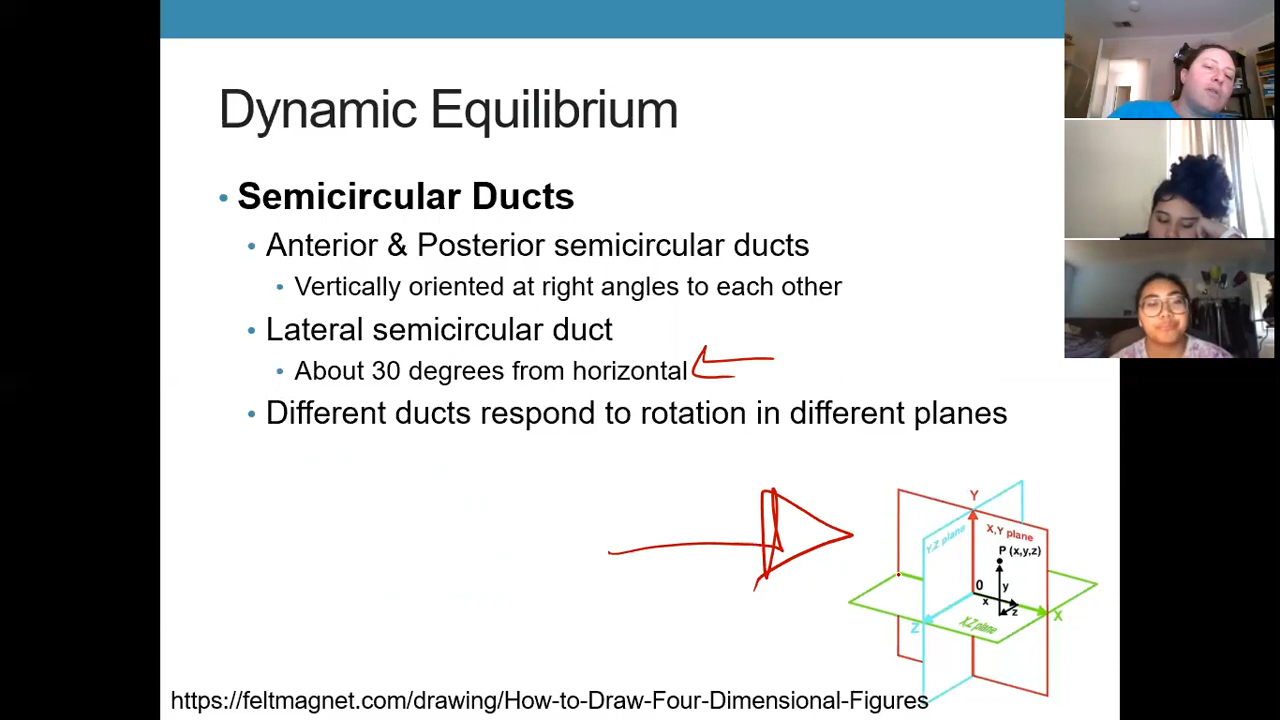 Dynamic Equilibrium
• Semicircular Ducts
• Anterior & Posterior semicircular ducts
• Vertically oriented at right angles to each other
• Lateral semicircular duct
• About 30 degrees from horizontal
• Different ducts respond to rotation in different planes
Y
Y,Z plane
X,Y plane
P (x,y,z)
0
y
x
z
X
Z
X,Z plane
https://feltmagnet.com/drawing/How-to-Draw-Four-Dimensional-Figures